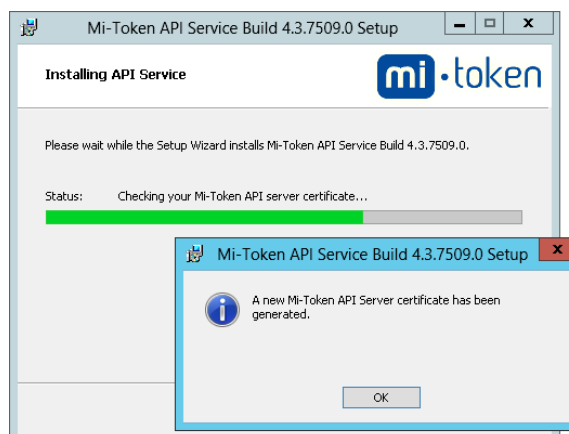 Mi-Token API Service Build 4.3.7509.0 Setup
Installing API Service
mi·token
Please wait while the Setup Wizard installs Mi-Token API Service Build 4.3.7509.0.
Status: Checking your Mi-Token API server certificate...
Mi-Token API Service Build 4.3.7509.0 Setup
A new Mi-Token API Server certificate has been
generated.
OK